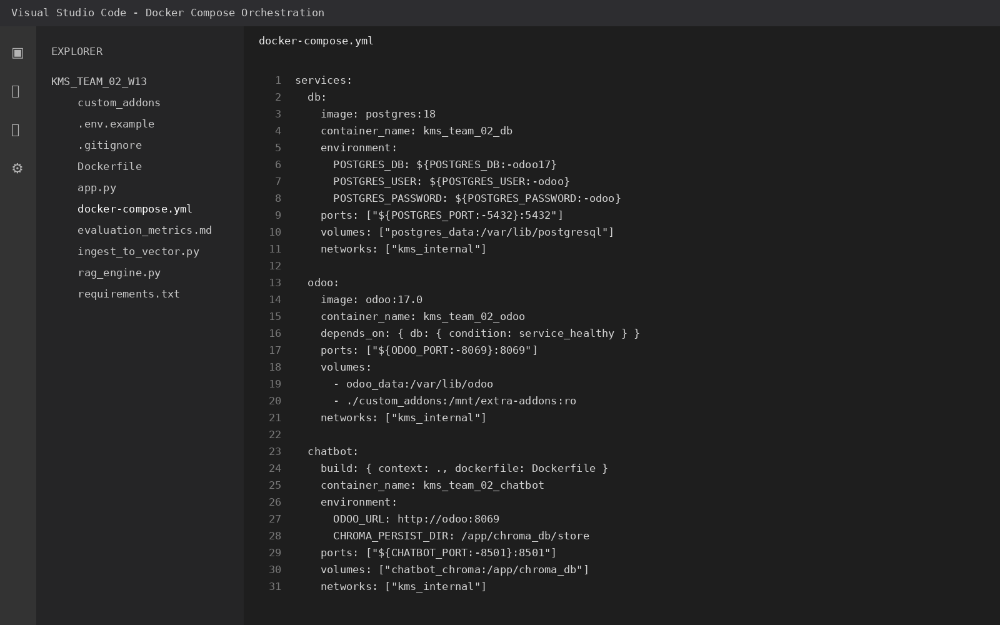 Visual Studio Code - Docker Compose Orchestration
EXPLORER
KMS_TEAM_02_W13
custom_addons
.env.example
.gitignore
Dockerfile
app.py
docker-compose.yml
evaluation_metrics.md
ingest_to_vector.py
rag_engine.py
requirements.txt
docker-compose.yml
1 services:
2   db:
3     image: postgres:18
4     container_name: kms_team_02_db
5     environment:
6       POSTGRES_DB: ${POSTGRES_DB:-odoo17}
7       POSTGRES_USER: ${POSTGRES_USER:-odoo}
8       POSTGRES_PASSWORD: ${POSTGRES_PASSWORD:-odoo}
9     ports: ["${POSTGRES_PORT:-5432}:5432"]
10     volumes: ["postgres_data:/var/lib/postgresql"]
11     networks: ["kms_internal"]
12
13   odoo:
14     image: odoo:17.0
15     container_name: kms_team_02_odoo
16     depends_on: { db: { condition: service_healthy } }
17     ports: ["${ODOO_PORT:-8069}:8069"]
18     volumes:
19       - odoo_data:/var/lib/odoo
20       - ./custom_addons:/mnt/extra-addons:ro
21     networks: ["kms_internal"]
22
23   chatbot:
24     build: { context: ., dockerfile: Dockerfile }
25     container_name: kms_team_02_chatbot
26     environment:
27       ODOO_URL: http://odoo:8069
28       CHROMA_PERSIST_DIR: /app/chroma_db/store
29     ports: ["${CHATBOT_PORT:-8501}:8501"]
30     volumes: ["chatbot_chroma:/app/chroma_db"]
31     networks: ["kms_internal"]